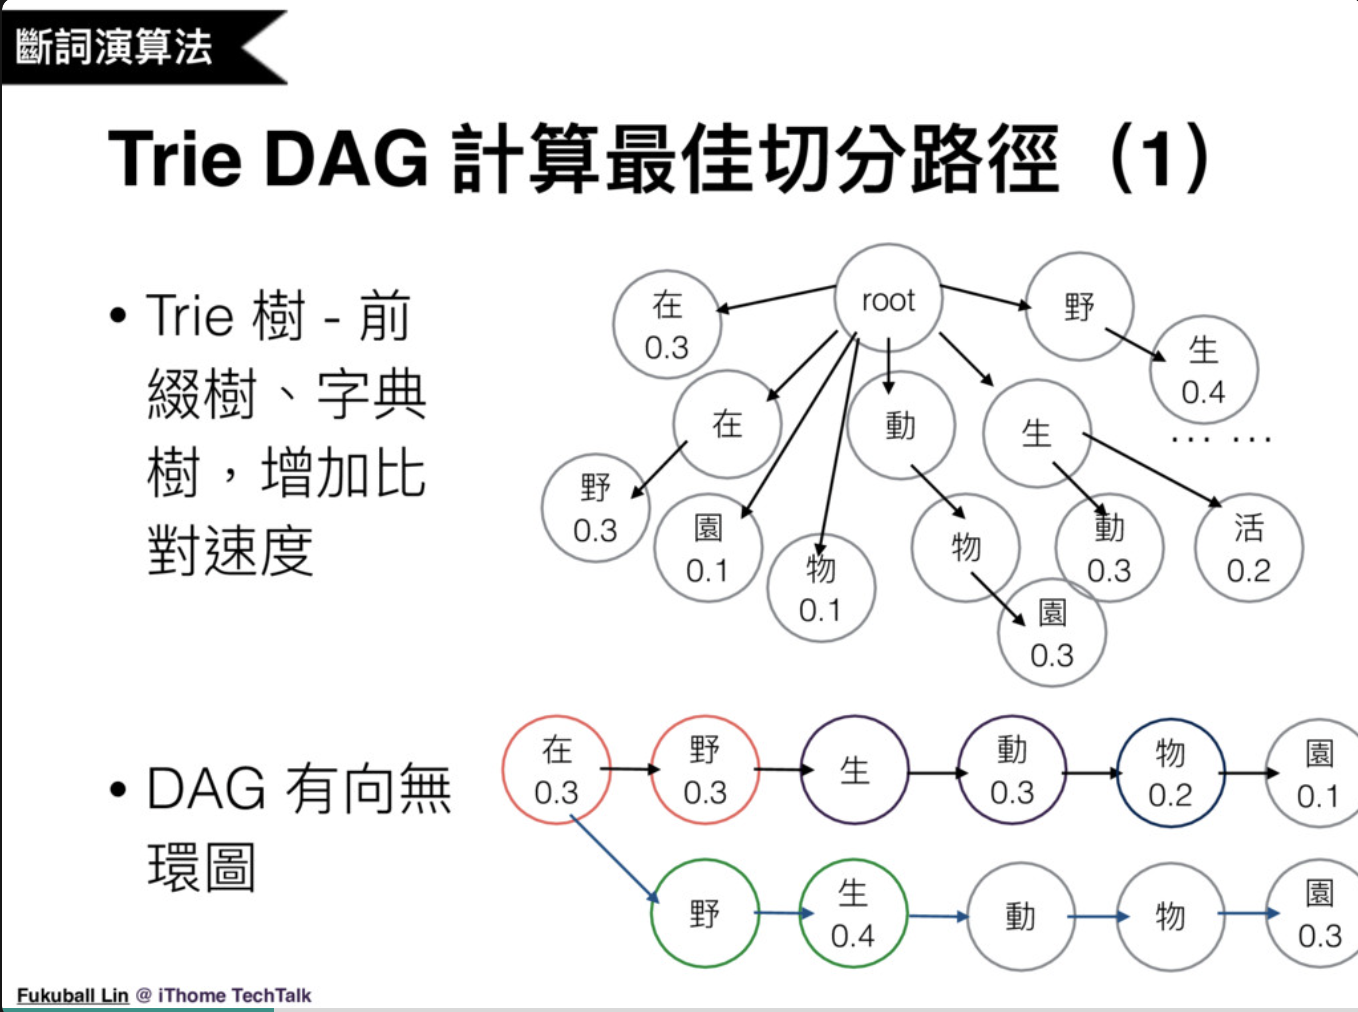 斷詞演算法
Trie DAG 計算最佳切分路徑（1）
• Trie 樹 - 前
綴樹、字典
樹，增加比
對速度
root
在
0.3
野
生
0.4
在
動
生
... ...
野
0.3
園
0.1
物
0.1
物
動
0.3
活
0.2
園
0.3
• DAG 有向無
環圖
在
0.3
野
0.3
生
動
0.3
物
0.2
園
0.1
野
生
0.4
動
物
園
0.3
Fukuball Lin @ iThome TechTalk